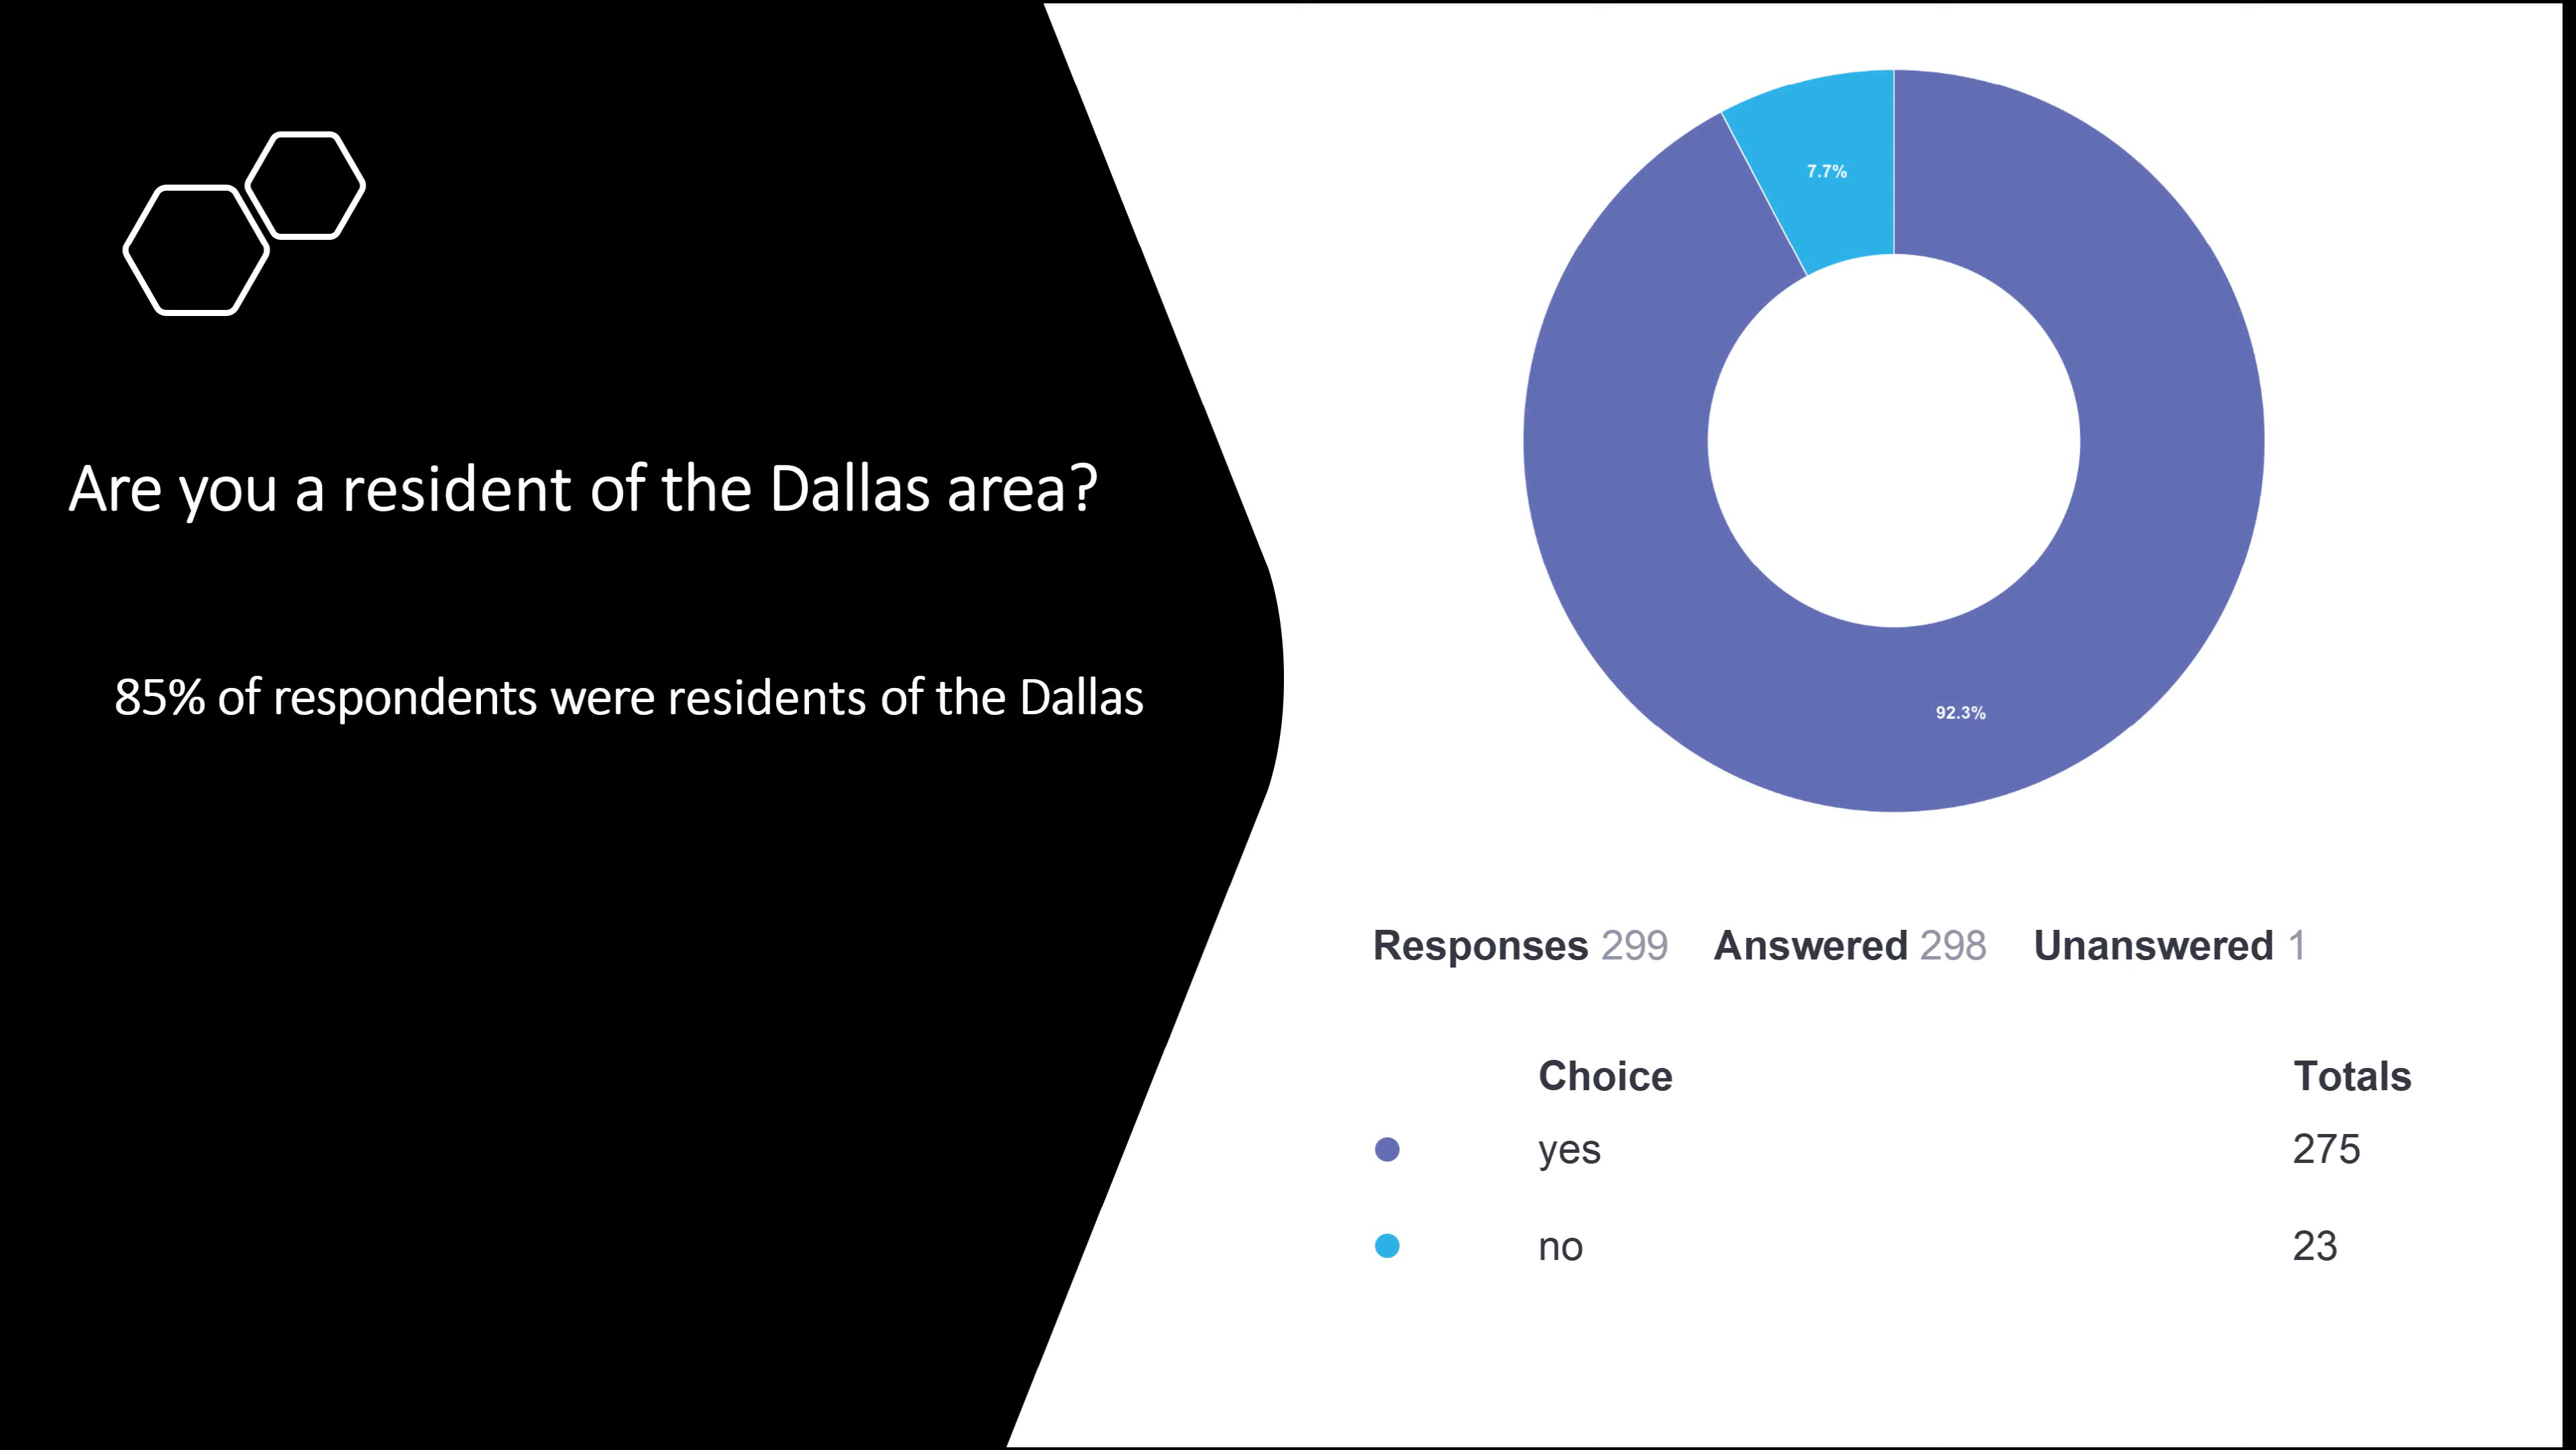 Are you a resident of the Dallas area?
85% of respondents were residents of the Dallas
7.7%
92.3%
Responses 299 Answered 298 Unanswered 1
Choice Totals
yes 275
no 23